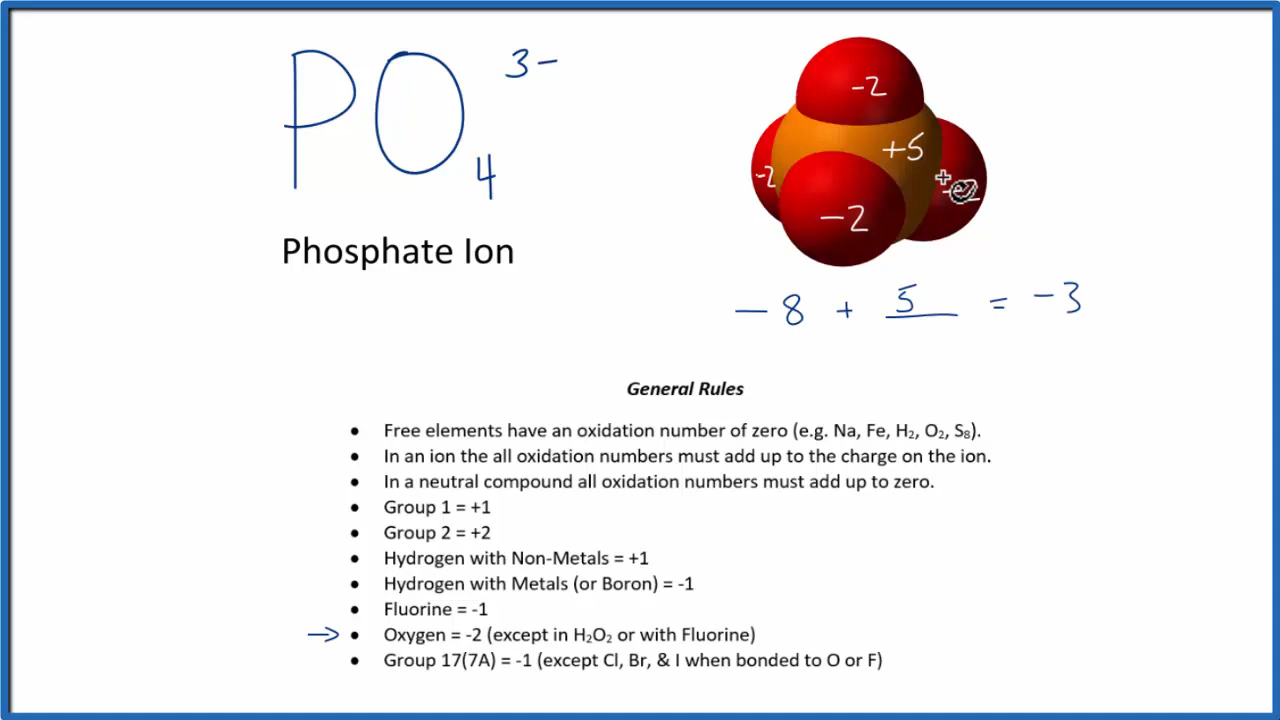 PO₄³⁻
Phosphate Ion
-2
+5
-2
-2
-8 + 5 = -3
General Rules
• Free elements have an oxidation number of zero (e.g. Na, Fe, H₂, O₂, S₈).
• In an ion the all oxidation numbers must add up to the charge on the ion.
• In a neutral compound all oxidation numbers must add up to zero.
• Group 1 = +1
• Group 2 = +2
• Hydrogen with Non-Metals = +1
• Hydrogen with Metals (or Boron) = -1
• Fluorine = -1
→ • Oxygen = -2 (except in H₂O₂ or with Fluorine)
• Group 17(7A) = -1 (except Cl, Br, & I when bonded to O or F)